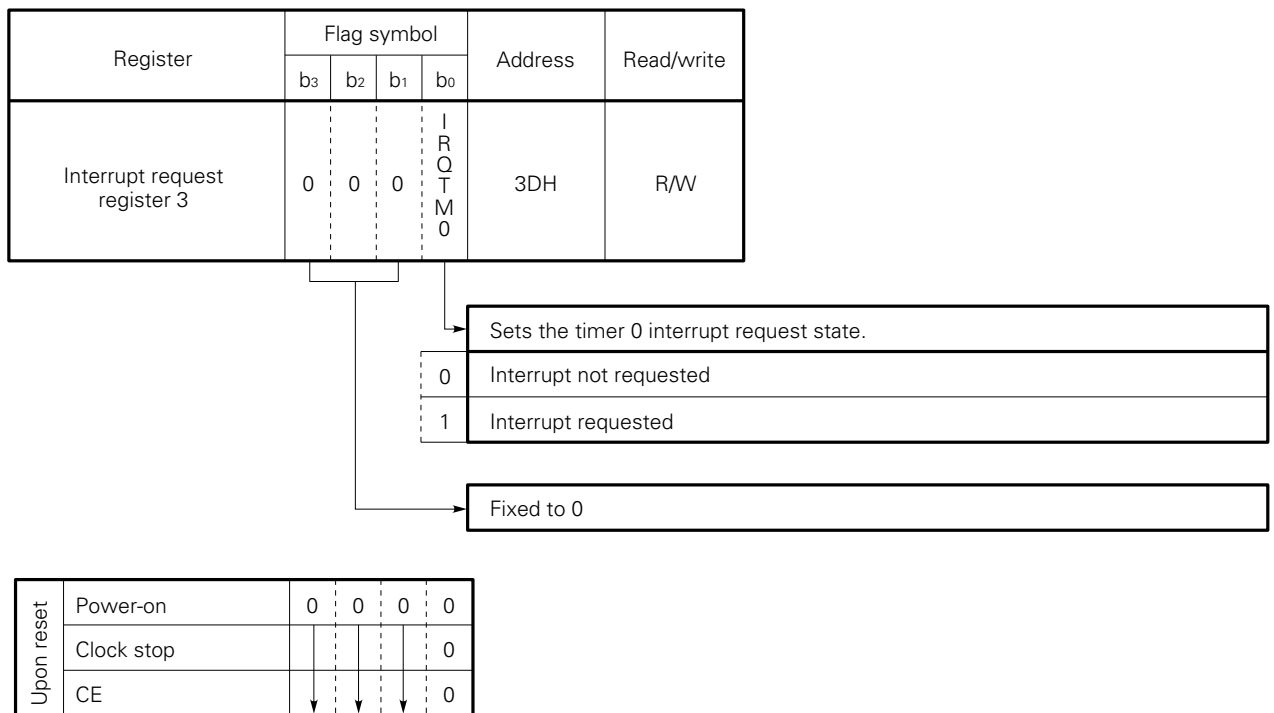 Register
Flag symbol
Address
Read/write
b3
b2
b1
b0
Interrupt request
register 3
0
0
0
IRQTM0
3DH
R/W
Sets the timer 0 interrupt request state.
0
Interrupt not requested
1
Interrupt requested
Fixed to 0
Upon reset
Power-on
0
0
0
0
Clock stop
0
CE
0